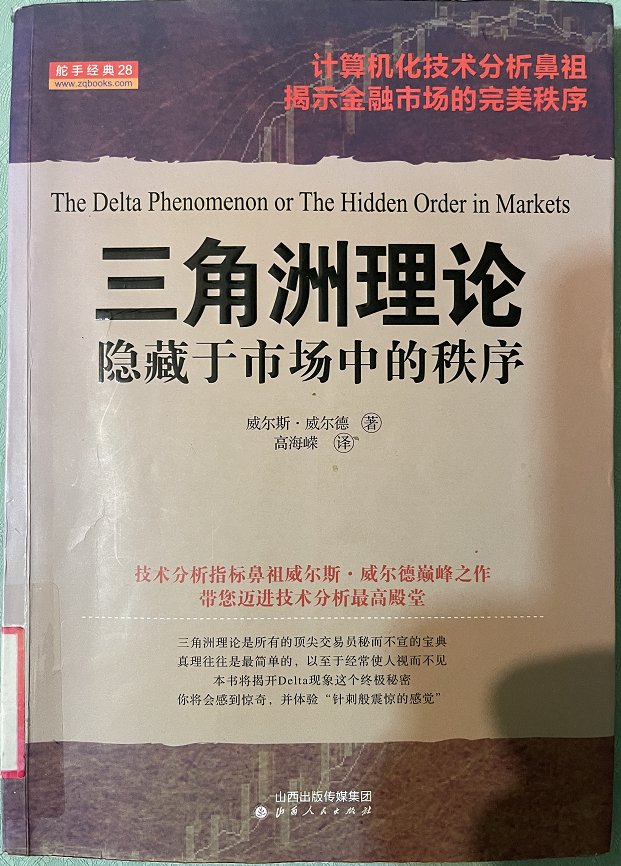 舵手经典 28
www.zqbooks.com
计算机化技术分析鼻祖
揭示金融市场的完美秩序
The Delta Phenomenon or The Hidden Order in Markets
三角洲理论
隐藏于市场中的秩序
威尔斯·威尔德 著
高海嵘 译
技术分析指标鼻祖威尔斯·威尔德巅峰之作
带您迈进技术分析最高殿堂
三角洲理论是所有的顶尖交易员秘而不宣的宝典
真理往往是最简单的，以至于经常使人视而不见
本书将揭开Delta现象这个终极秘密
你将会感到惊奇，并体验“针刺般震惊的感觉”
山西出版传媒集团
山西人民出版社